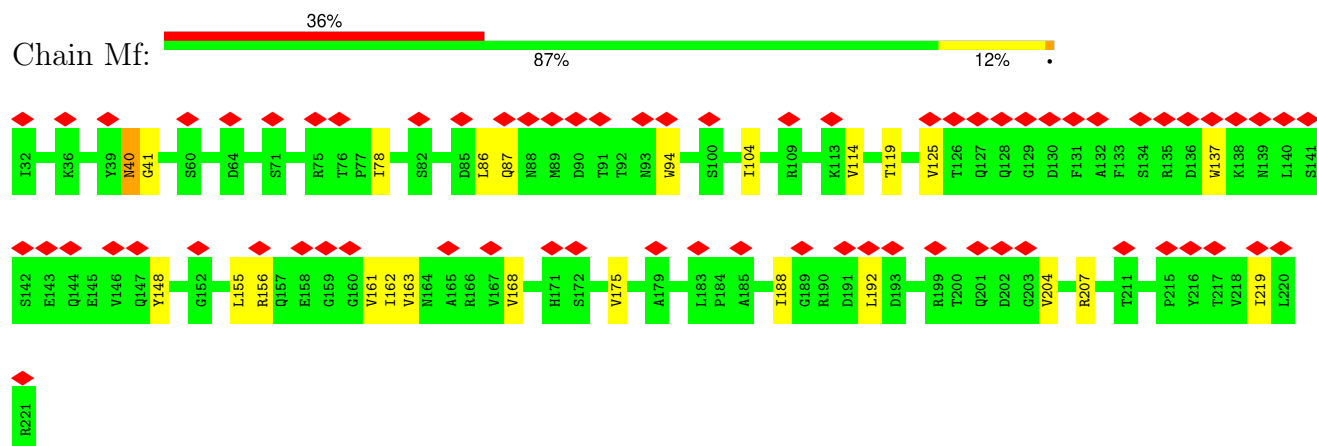 36%
Chain Mf:
87% 12% •
I32 K36 Y39 N40 G41 S60 D64 S71 R75 T76 P77 I78 S82 D85 L86 Q87 N88 M89 D90 T91 T92 N93 W94 S100 I104 R109 K113 V114 T119 V125 T126 Q127 Q128 G129 D130 F131 A132 F133 S134 R135 D136 W137 K138 N139 L140 S141
S142 E143 Q144 E145 V146 Q147 Y148 G152 L155 R156 Q157 E158 G159 G160 V161 I162 V163 N164 A165 R166 V167 V168 H171 S172 V175 A179 L183 P184 A185 I188 G189 R190 D191 L192 D193 R199 T200 Q201 D202 G203 V204 R207 T211 P215 Y216 T217 V218 I219 L220
R221